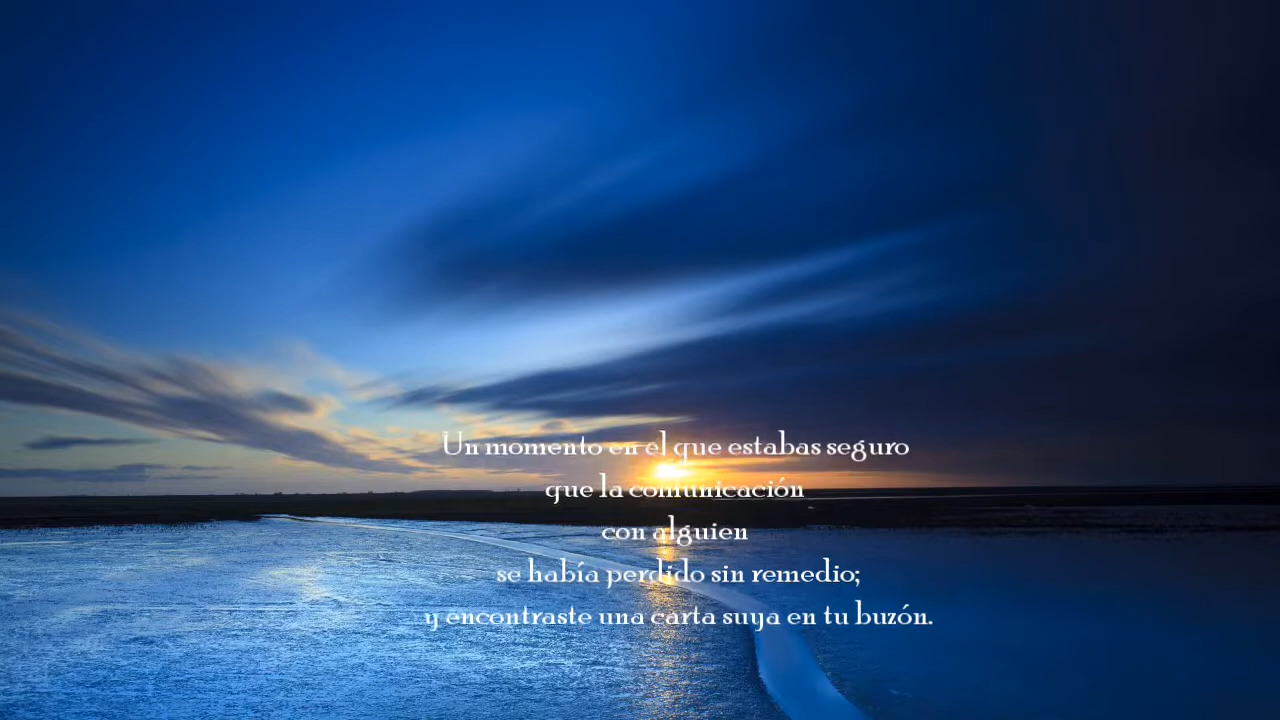 Un momento en el que estabas seguro
que la comunicación
con alguien
se había perdido sin remedio;
y encontraste una carta suya en tu buzón.